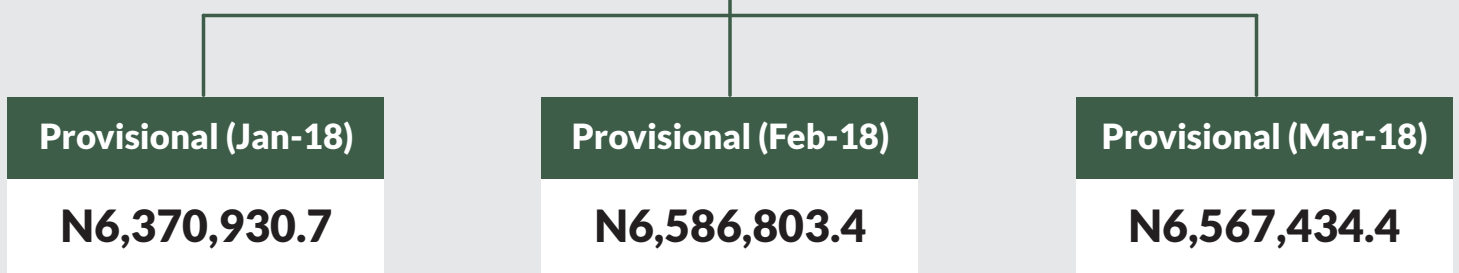 Provisional (Jan-18)
N6,370,930.7
Provisional (Feb-18)
N6,586,803.4
Provisional (Mar-18)
N6,567,434.4